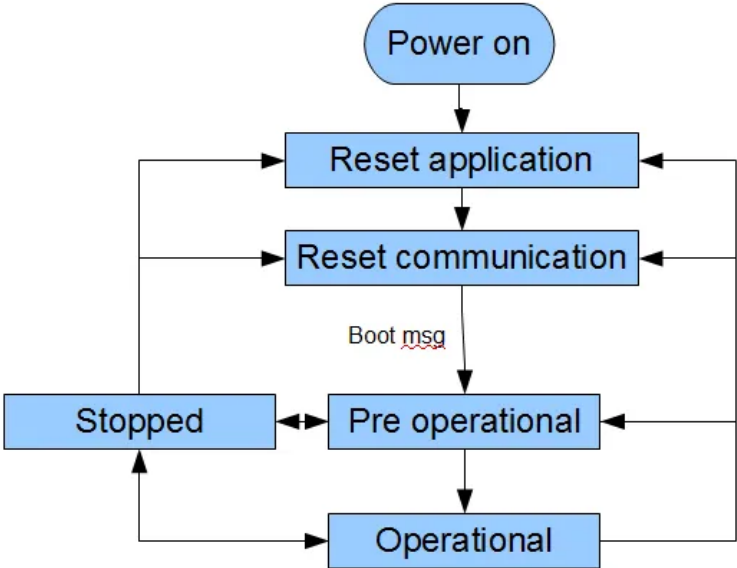 Power on
Reset application
Reset communication
Boot msg
Stopped
Pre operational
Operational